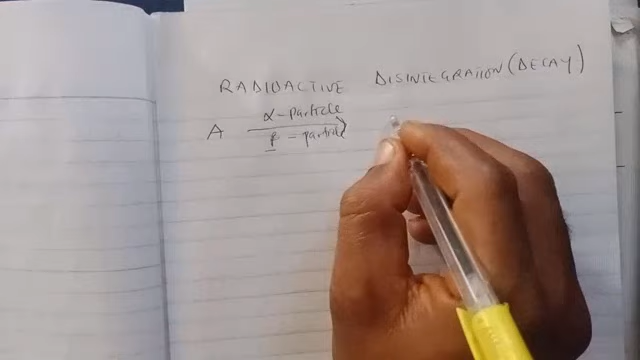 RADIOACTIVE DISINTEGRATION (DECAY)
α-particle
A
β-particle